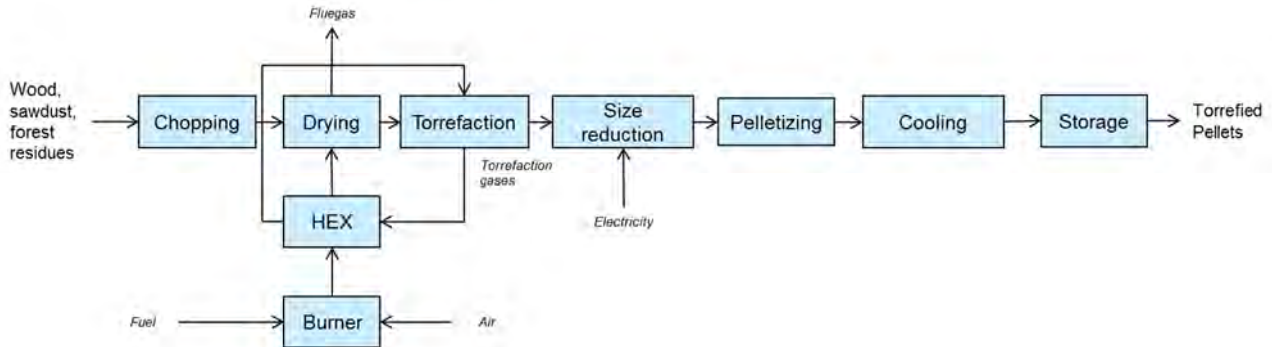 Fluegas
Wood,
sawdust,
forest
residues
Chopping
Drying
Torrefaction
Size
reduction
Pelletizing
Cooling
Storage
Torrefied
Pellets
Torrefaction
gases
HEX
Electricity
Fuel
Burner
Air